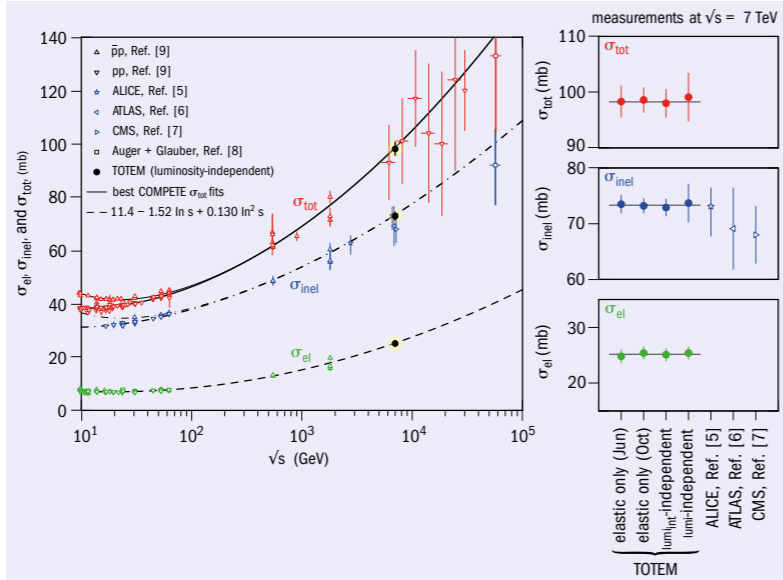 measurements at √s = 7 TeV
140
120
100
80
60
40
20
0
σel, σinel, and σtot, (mb)
p̄p, Ref. [9]
pp, Ref. [9]
ALICE, Ref. [5]
ATLAS, Ref. [6]
CMS, Ref. [7]
Auger + Glauber, Ref. [8]
TOTEM (luminosity-independent)
best COMPETE σtot fits
11.4 – 1.52 ln s + 0.130 ln² s
σtot
σinel
σel
10¹
10²
10³
10⁴
10⁵
√s (GeV)
110
100
90
σtot (mb)
σtot
80
70
60
σinel (mb)
σinel
30
20
σel (mb)
σel
elastic only (Jun)
elastic only (Oct)
lumiint-independent
lumi-independent
ALICE, Ref. [5]
ATLAS, Ref. [6]
CMS, Ref. [7]
TOTEM